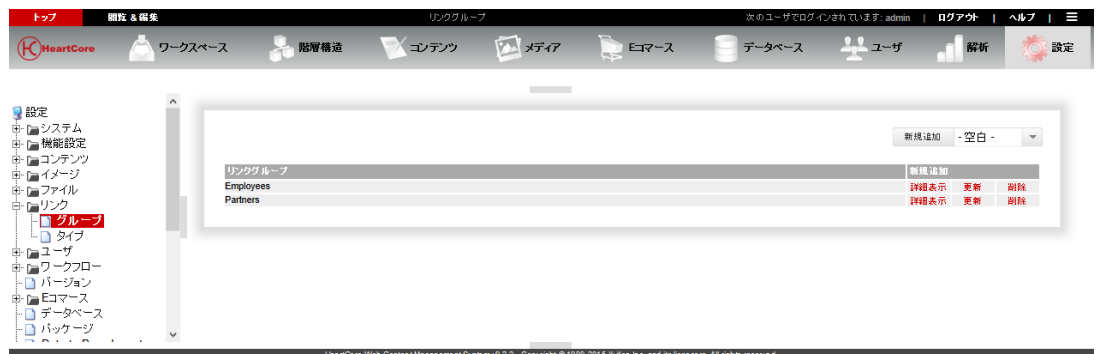 トップ 閲覧 & 編集 リンクグループ 次のユーザでログインされています: admin | ログアウト | ヘルプ |
HeartCore ワークスペース 階層構造 コンテンツ メディア Eコマース データベース ユーザ 解析 設定
設定
システム
機能設定
コンテンツ
イメージ
ファイル
リンク
グループ
タイプ
ユーザ
ワークフロー
バージョン
Eコマース
データベース
パッケージ
新規追加 - 空白 -
リンクグループ 新規追加
Employees 詳細表示 更新 削除
Partners 詳細表示 更新 削除